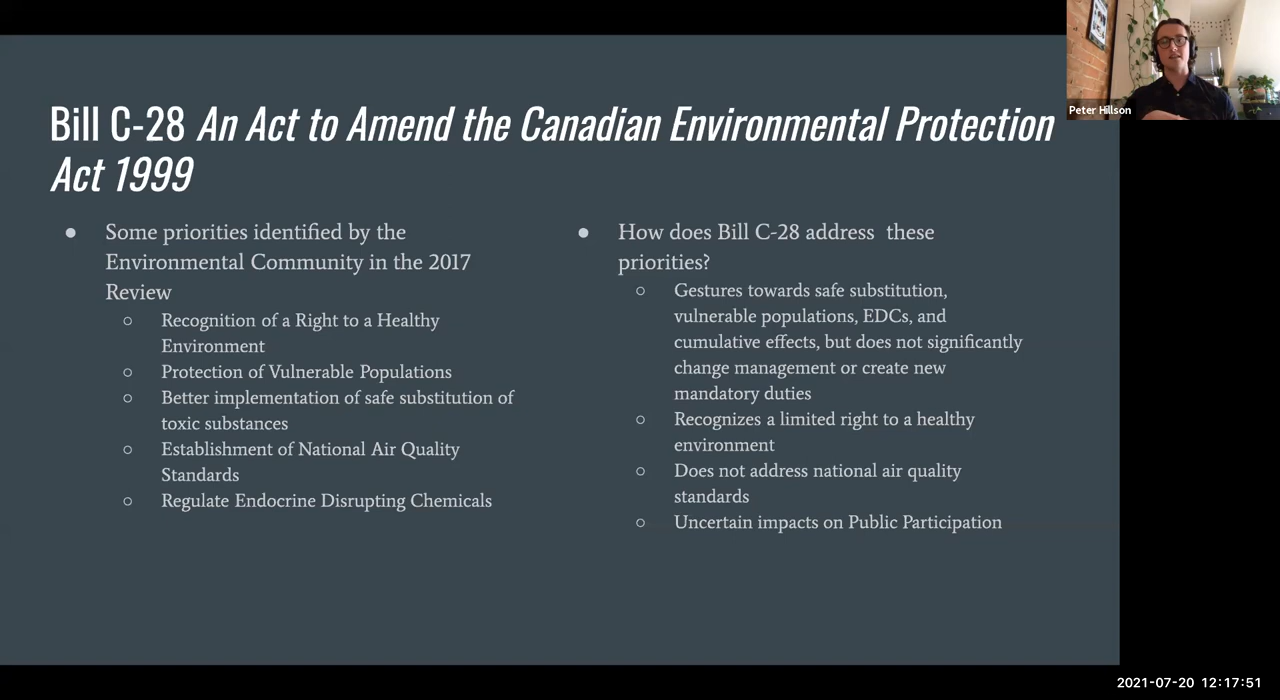 Bill C-28 An Act to Amend the Canadian Environmental Protection
Act 1999
● Some priorities identified by the
Environmental Community in the 2017
Review
○ Recognition of a Right to a Healthy
Environment
○ Protection of Vulnerable Populations
○ Better implementation of safe substitution of
toxic substances
○ Establishment of National Air Quality
Standards
○ Regulate Endocrine Disrupting Chemicals
● How does Bill C-28 address  these
priorities?
○ Gestures towards safe substitution,
vulnerable populations, EDCs, and
cumulative effects, but does not significantly
change management or create new
mandatory duties
○ Recognizes a limited right to a healthy
environment
○ Does not address national air quality
standards
○ Uncertain impacts on Public Participation
Peter Hillson
2021-07-20 12:17:51